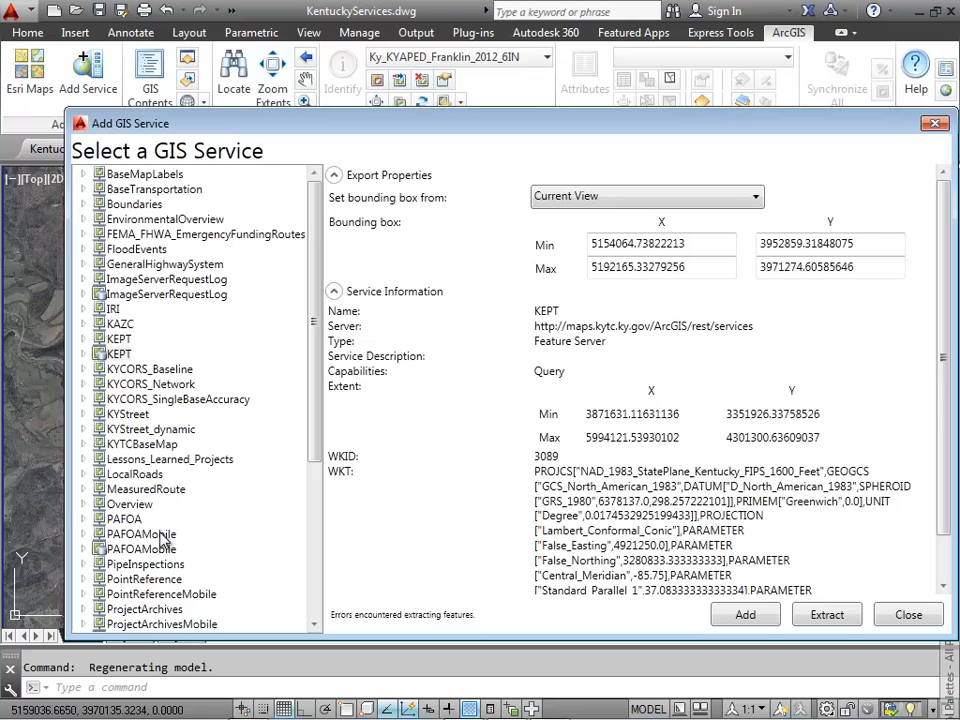 KentuckyServices.dwg
Type a keyword or phrase
Sign In
Home Insert Annotate Layout Parametric View Manage Output Plug-ins Autodesk 360 Featured Apps Express Tools ArcGIS
Ky_KYAPED_Franklin_2012_6IN
Esri Maps Add Service GIS Contents Locate Zoom Extents Identify Attributes Synchronize All Help
Add GIS Service
Kentuc
[−][Top][2D
Select a GIS Service
BaseMapLabels
BaseTransportation
Boundaries
EnvironmentalOverview
FEMA_FHWA_EmergencyFundingRoutes
FloodEvents
GeneralHighwaySystem
ImageServerRequestLog
ImageServerRequestLog
IRI
KAZC
KEPT
KEPT
KYCORS_Baseline
KYCORS_Network
KYCORS_SingleBaseAccuracy
KYStreet
KYStreet_dynamic
KYTCBaseMap
Lessons_Learned_Projects
LocalRoads
MeasuredRoute
Overview
PAFOA
PAFOAMobile
PAFOAMobile
PipeInspections
PointReference
PointReferenceMobile
ProjectArchives
ProjectArchivesMobile
Export Properties
Set bounding box from: Current View
Bounding box: X Y
Min 5154064.73822213 3952859.31848075
Max 5192165.33279256 3971274.60585646
Service Information
Name: KEPT
Server: http://maps.kytc.ky.gov/ArcGIS/rest/services
Type: Feature Server
Service Description:
Capabilities: Query
Extent: X Y
Min 3871631.11631136 3351926.33758526
Max 5994121.53930102 4301300.63609037
WKID: 3089
WKT: PROJCS["NAD_1983_StatePlane_Kentucky_FIPS_1600_Feet",GEOGCS
["GCS_North_American_1983",DATUM["D_North_American_1983",SPHEROID
["GRS_1980",6378137.0,298.257222101]],PRIMEM["Greenwich",0.0],UNIT
["Degree",0.0174532925199433]],PROJECTION
["Lambert_Conformal_Conic"],PARAMETER
["False_Easting",4921250.0],PARAMETER
["False_Northing",3280833.333333333],PARAMETER
["Central_Meridian",-85.75],PARAMETER
["Standard_Parallel_1",37.08333333333334],PARAMETER
Errors encountered extracting features.
Add Extract Close
Y
Command: Regenerating model.
Type a command
5159036.6650, 3970135.3234, 0.0000
MODEL 1:1